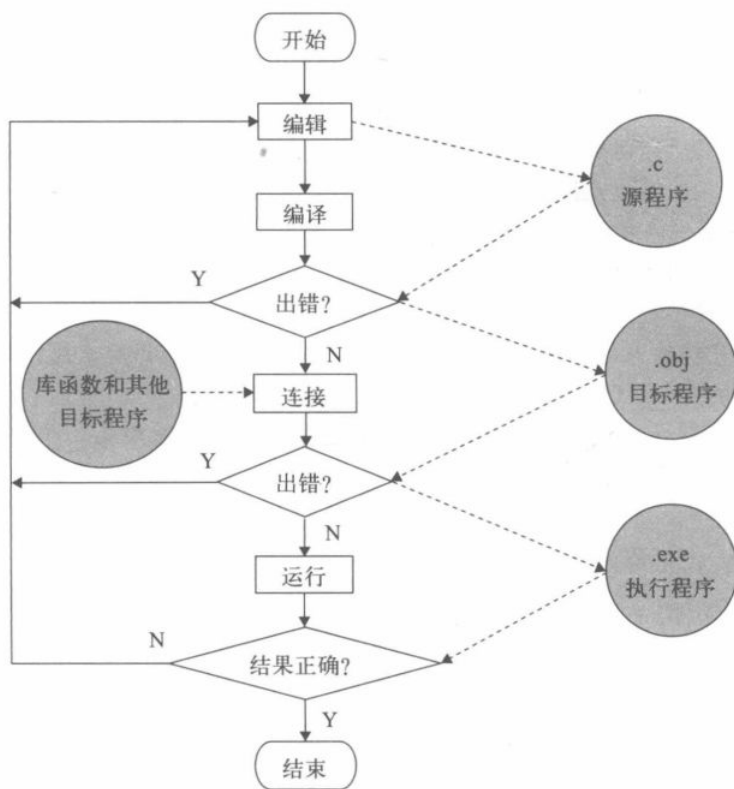 开始
编辑
.c
源程序
编译
Y
出错?
N
库函数和其他
目标程序
连接
.obj
目标程序
Y
出错?
N
运行
.exe
执行程序
N
结果正确?
Y
结束